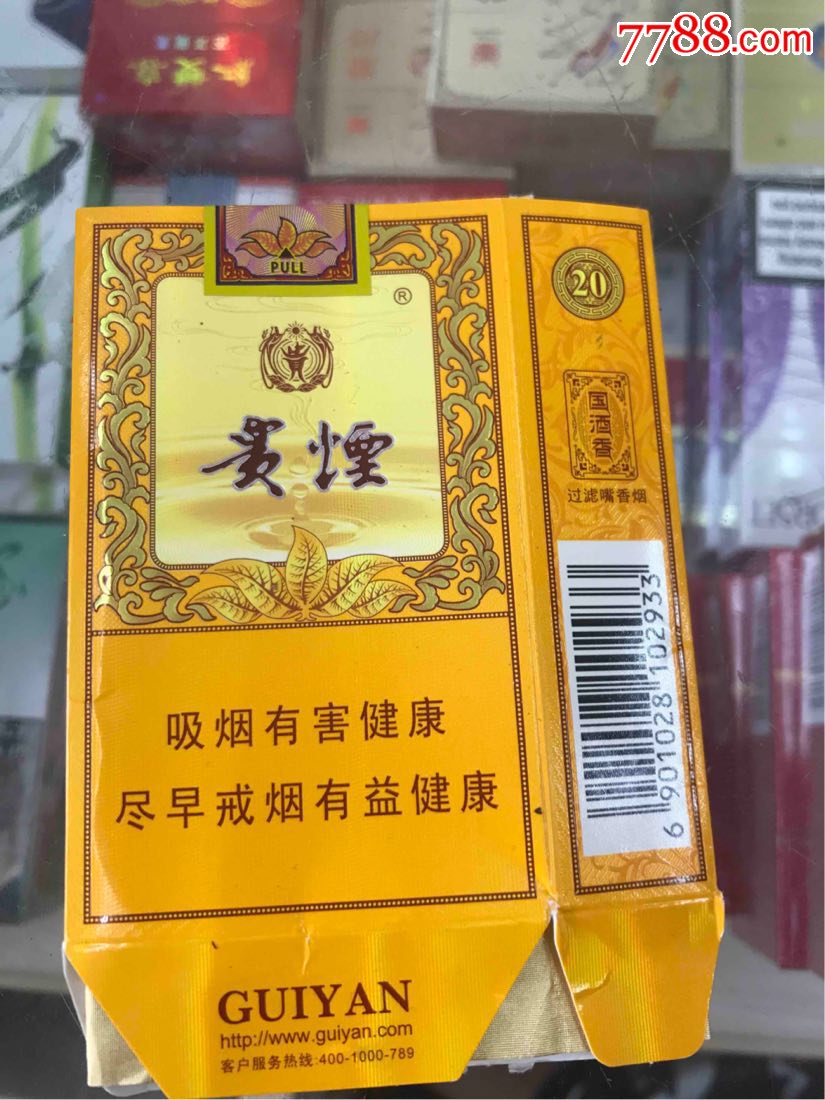 7788.com
PULL
®
貴煙
吸烟有害健康
尽早戒烟有益健康
GUIYAN
http://www.guiyan.com
客户服务热线:400-1000-789
20
国酒香
过滤嘴香烟
6 901028 102933